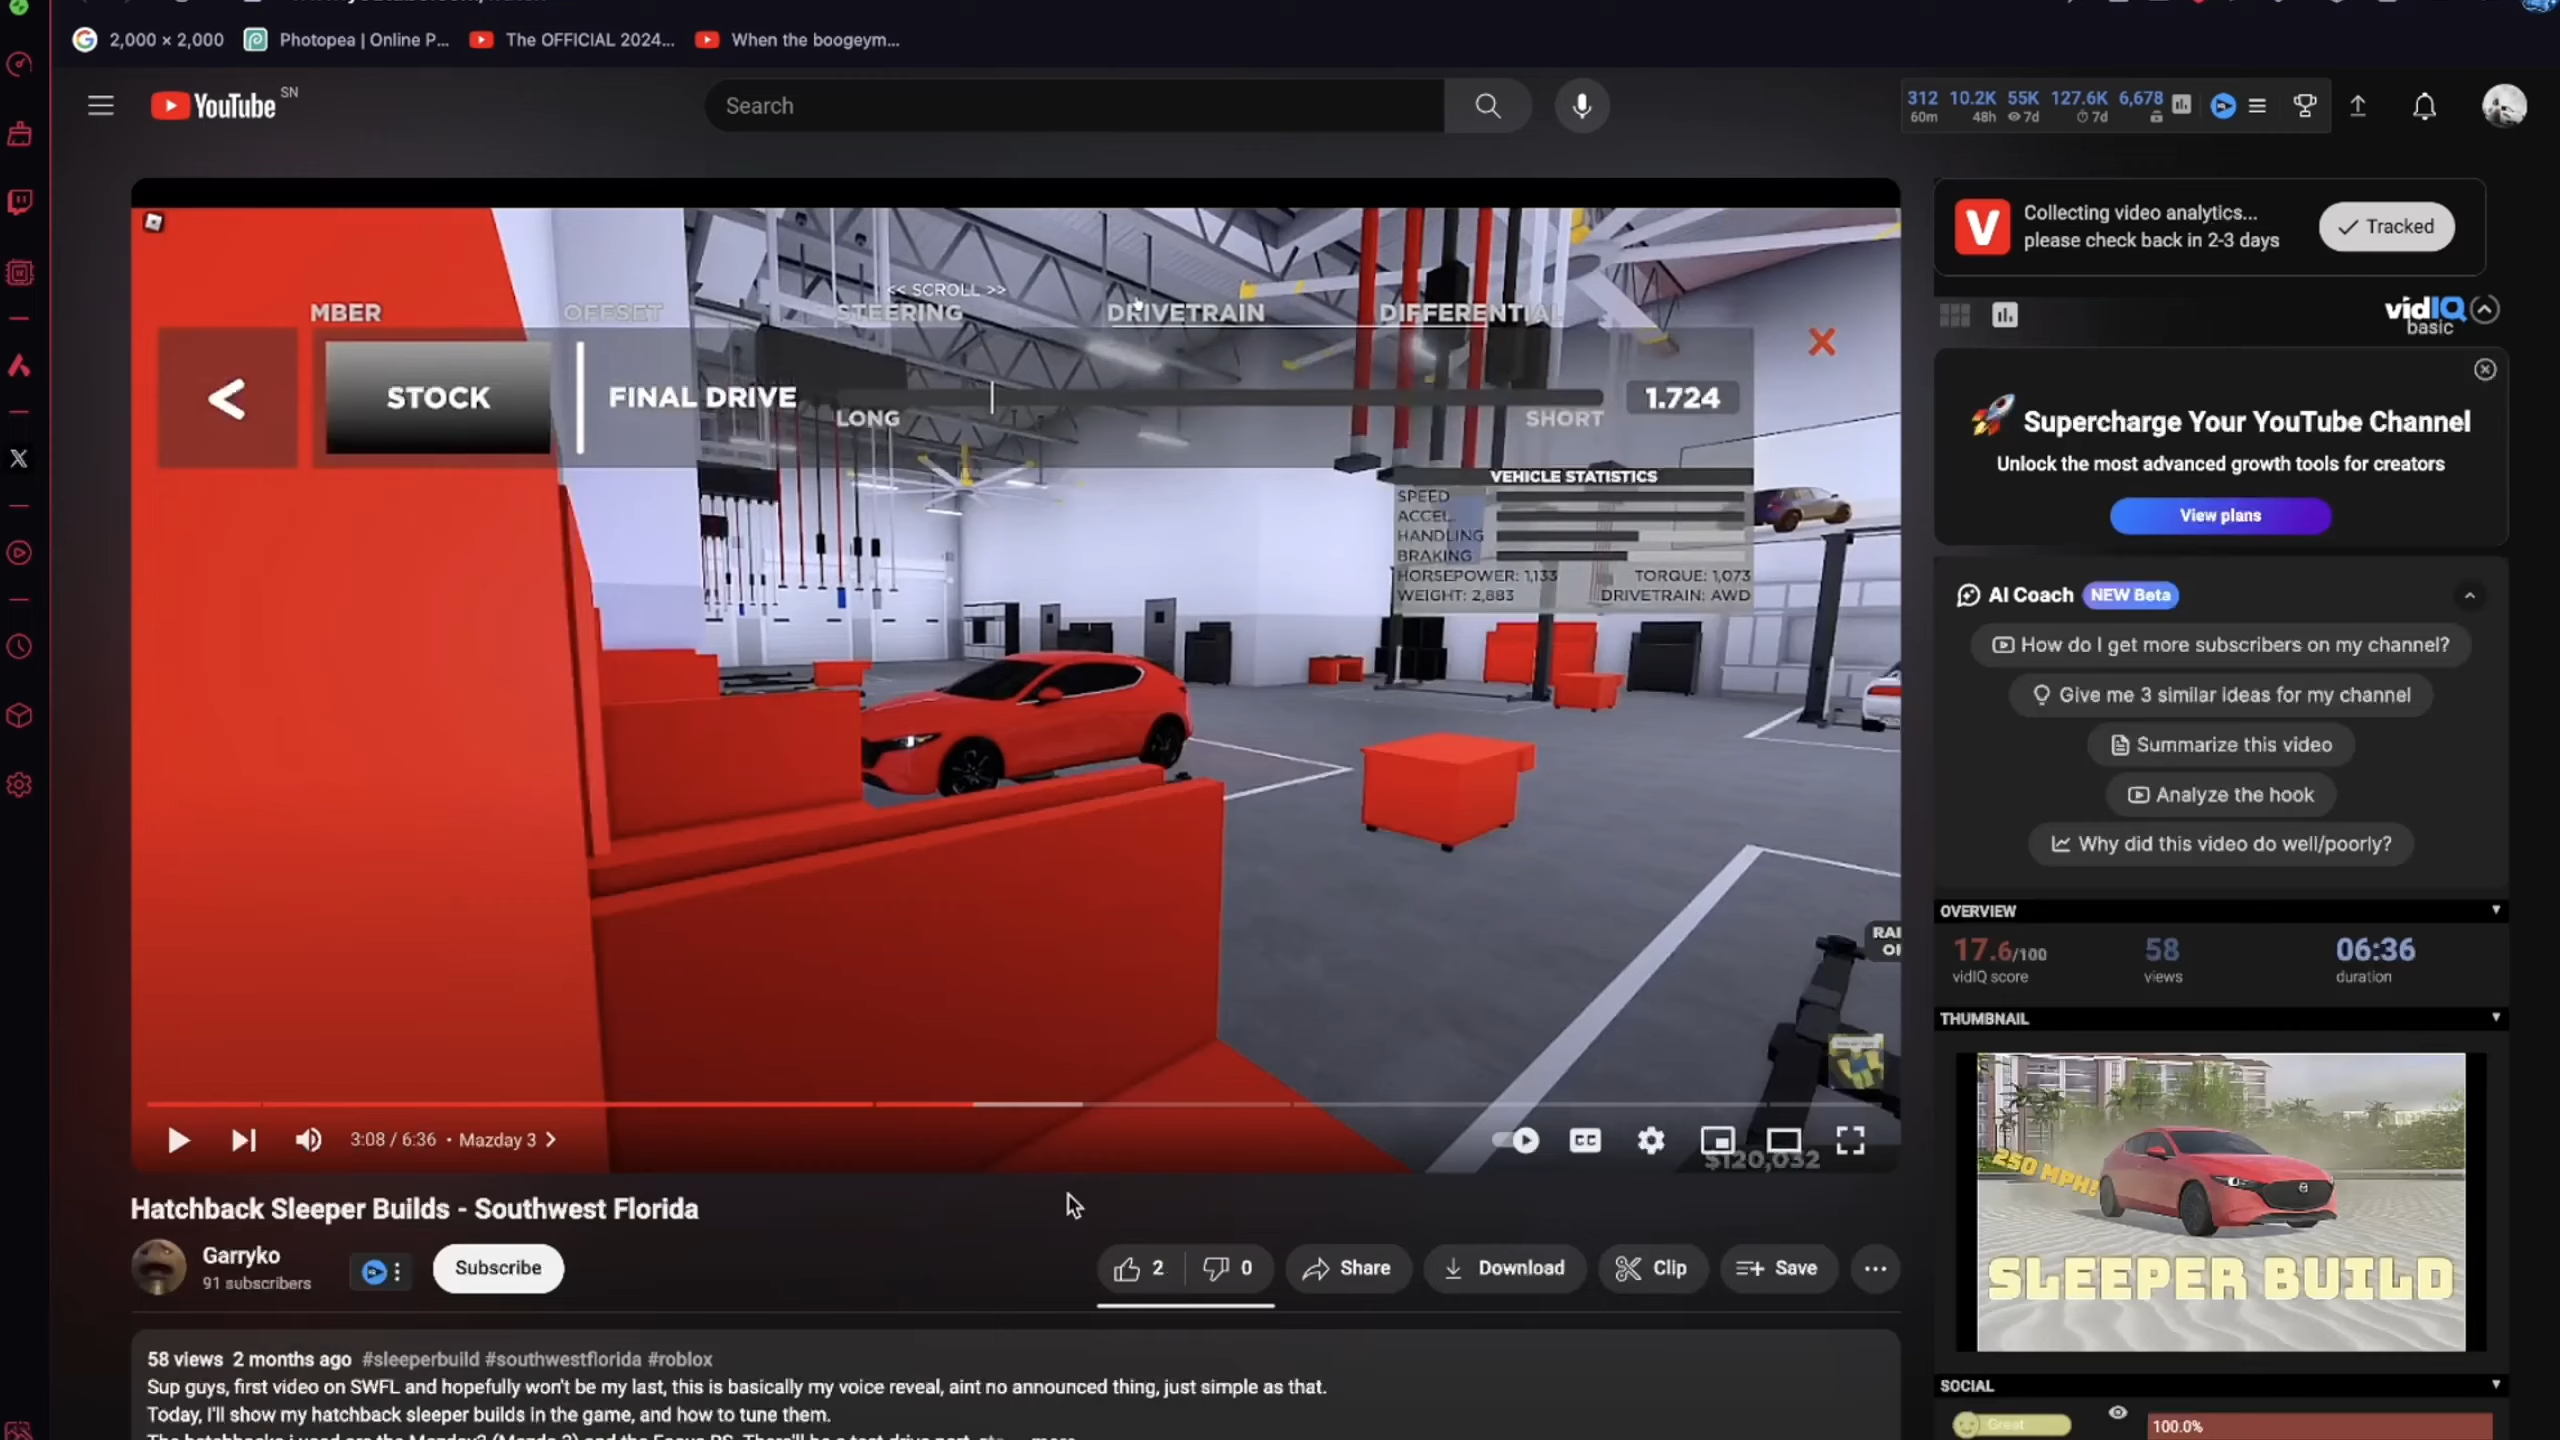 2,000 × 2,000 Photopea | Online P... The OFFICIAL 2024... When the boogeym...
YouTube SN
Search
312 10.2K 55K 127.6K 6,678
60m 48h 7d 7d
Collecting video analytics...
please check back in 2-3 days
Tracked
<< SCROLL >>
MBER OFFSET STEERING DRIVETRAIN DIFFERENTIAL
< STOCK FINAL DRIVE 1.724
LONG SHORT
VEHICLE STATISTICS
SPEED
ACCEL.
HANDLING
BRAKING
HORSEPOWER: 1,133 TORQUE: 1,073
WEIGHT: 2,883 DRIVETRAIN: AWD
vidIQ
basic
Supercharge Your YouTube Channel
Unlock the most advanced growth tools for creators
View plans
AI Coach NEW Beta
How do I get more subscribers on my channel?
Give me 3 similar ideas for my channel
Summarize this video
Analyze the hook
Why did this video do well/poorly?
OVERVIEW
17.6/100 58 06:36
vidIQ score views duration
THUMBNAIL
250 MPH!
SLEEPER BUILD
SOCIAL
Great 100.0%
3:08 / 6:36 • Mazday 3 >
CC
$120,032
Hatchback Sleeper Builds - Southwest Florida
Garryko
91 subscribers
Subscribe
2 0 Share Download Clip Save
58 views 2 months ago #sleeperbuild #southwestflorida #roblox
Sup guys, first video on SWFL and hopefully won't be my last, this is basically my voice reveal, aint no announced thing, just simple as that.
Today, I'll show my hatchback sleeper builds in the game, and how to tune them.